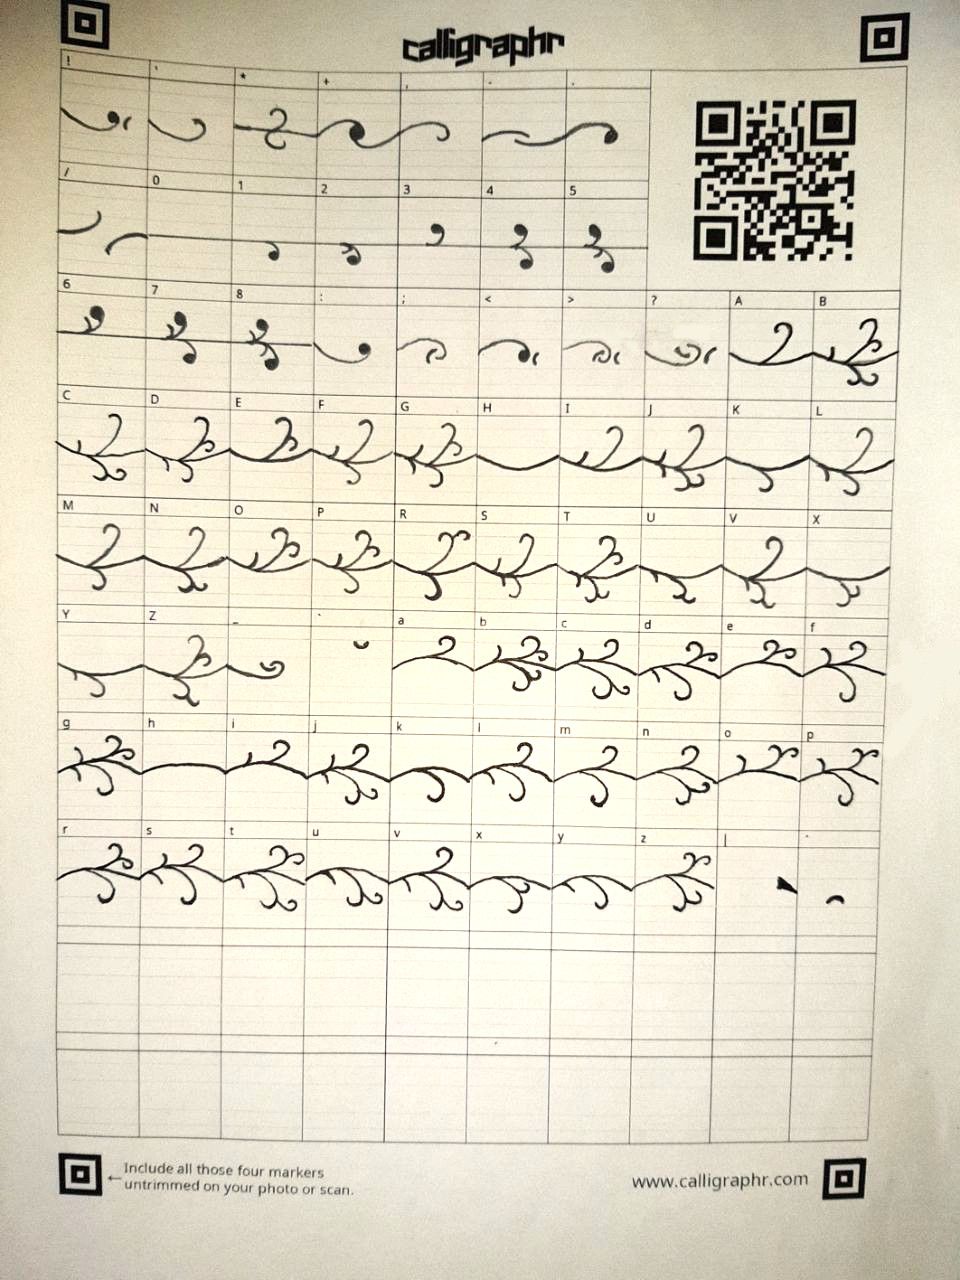 calligraphr
! ` * + , - .
/ 0 1 2 3 4 5
6 7 8 : ; < > ? A B
C D E F G H I J K L
M N O P R S T U V X
Y Z _ a b c d e f
g h i j k l m n o p
r s t u v x y z |
Include all those four markers
← untrimmed on your photo or scan.
www.calligraphr.com